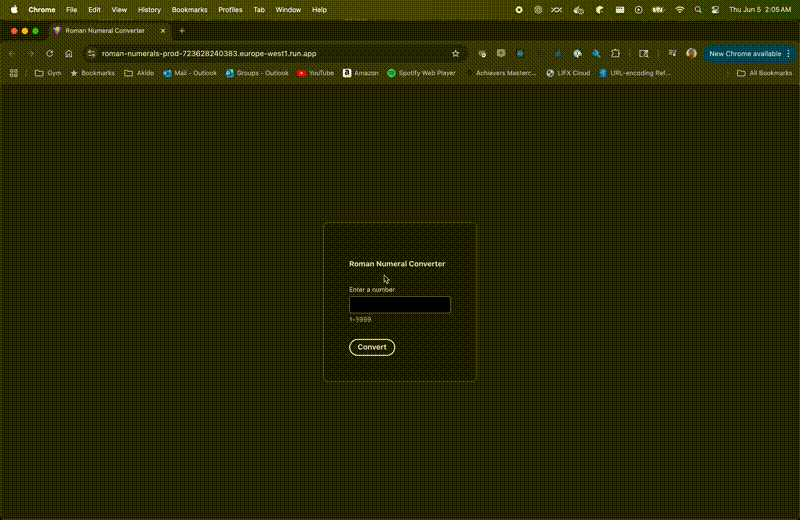 Chrome File Edit View History Bookmarks Profiles Tab Window Help Thu Jun 5 2:05 AM
Roman Numeral Converter
roman-numerals-prod-723628240383.europe-west1.run.app New Chrome available
Gym Bookmarks Akido Mail - Outlook Groups - Outlook YouTube Amazon Spotify Web Player Achievers Masterc... LIFX Cloud URL-encoding Ref... All Bookmarks
Roman Numeral Converter
Enter a number
1-3999
Convert